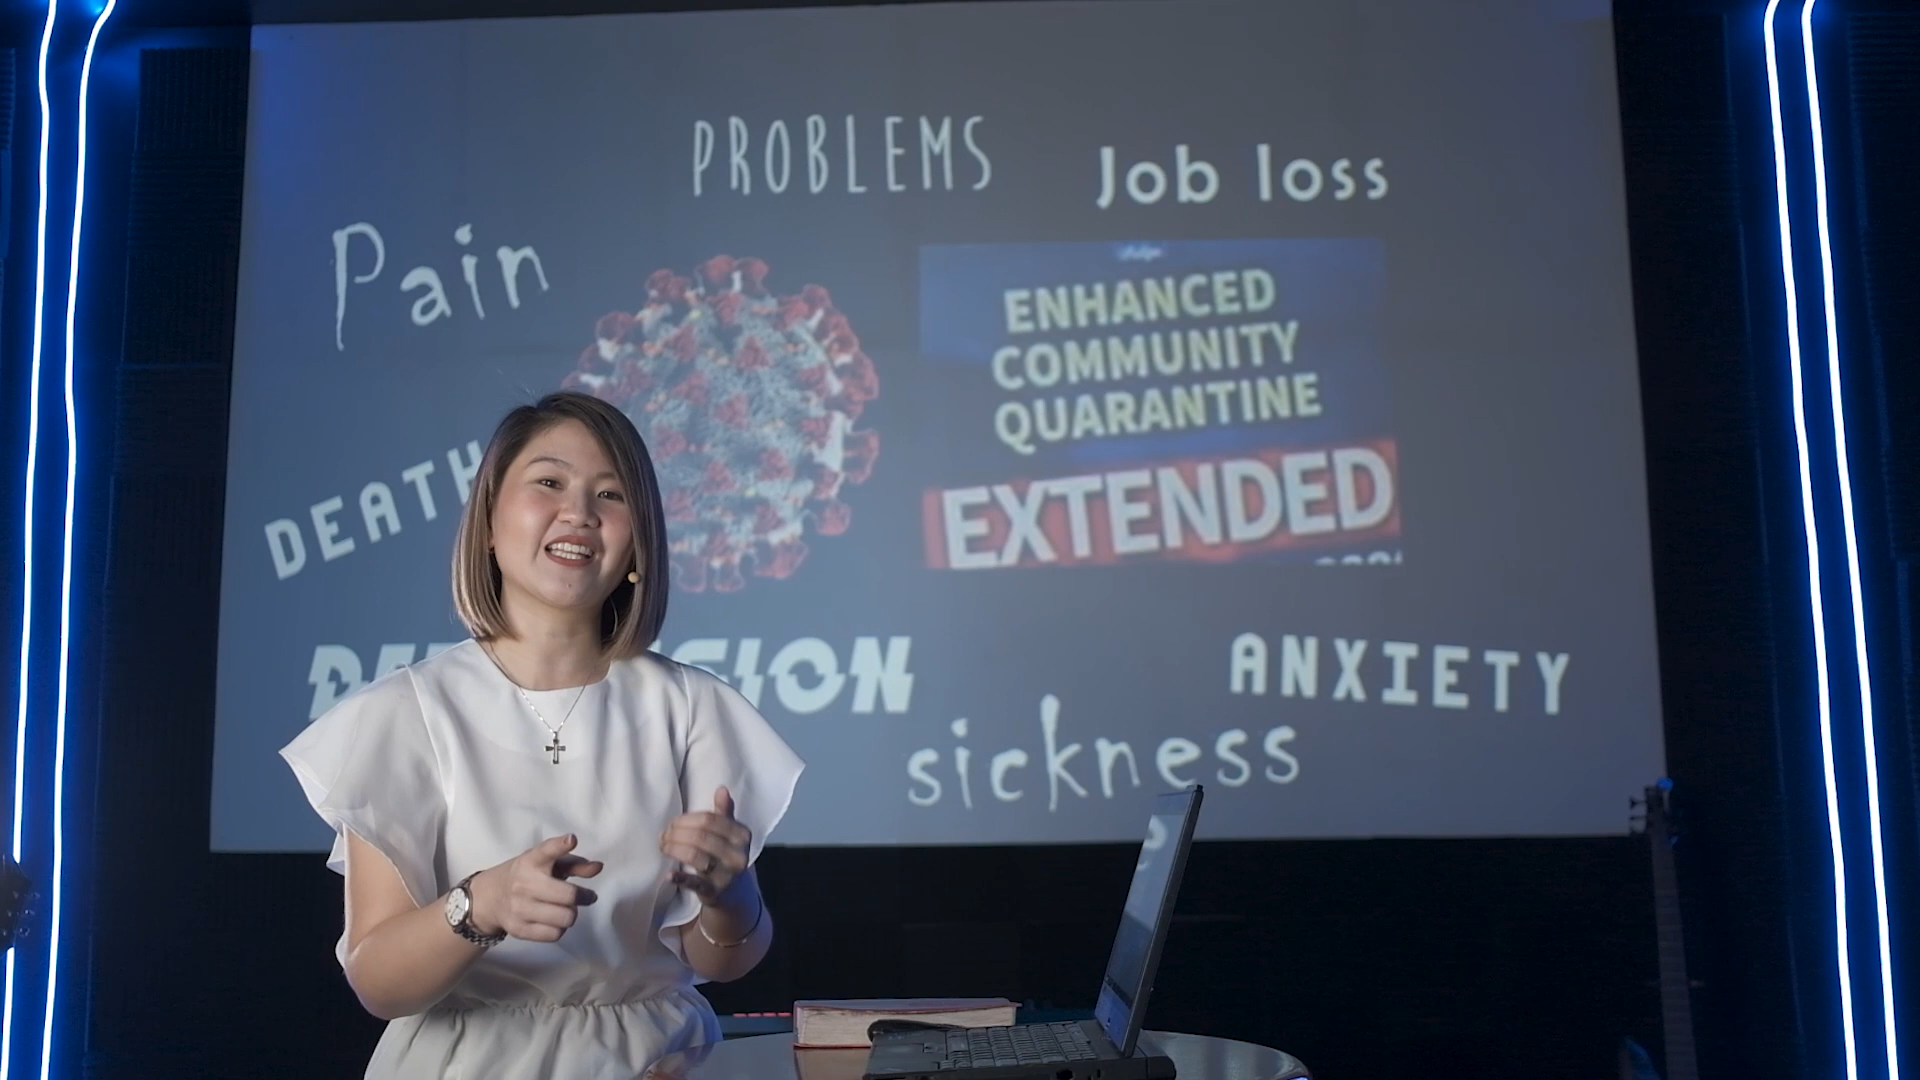 PROBLEMS
Job loss
Pain
ENHANCED
COMMUNITY
QUARANTINE
EXTENDED
DEATH
ANXIETY
sickness